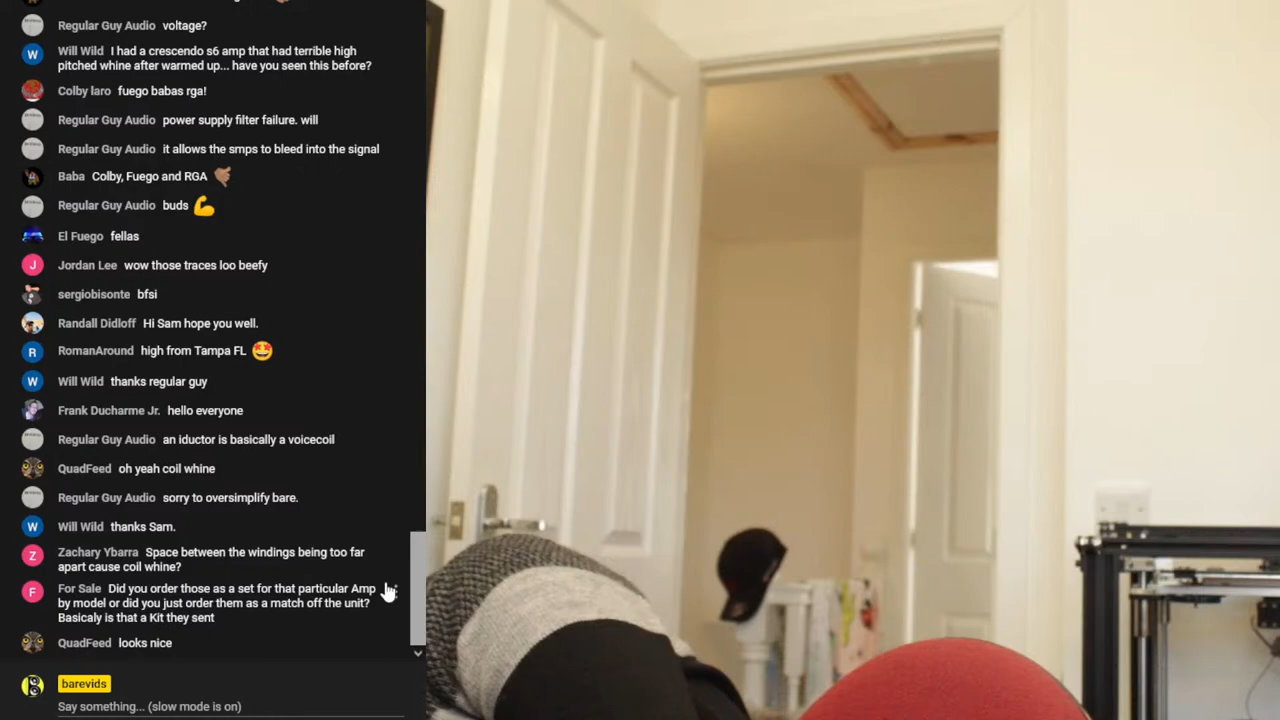 Regular Guy Audio voltage?
Will Wild I had a crescendo s6 amp that had terrible high
pitched whine after warmed up... have you seen this before?
Colby laro fuego babas rga!
Regular Guy Audio power supply filter failure. will
Regular Guy Audio it allows the smps to bleed into the signal
Baba Colby, Fuego and RGA
Regular Guy Audio buds
El Fuego fellas
Jordan Lee wow those traces loo beefy
sergiobisonte bfsi
Randall Didloff Hi Sam hope you well.
RomanAround high from Tampa FL
Will Wild thanks regular guy
Frank Ducharme Jr. hello everyone
Regular Guy Audio an iductor is basically a voicecoil
QuadFeed oh yeah coil whine
Regular Guy Audio sorry to oversimplify bare.
Will Wild thanks Sam.
Zachary Ybarra Space between the windings being too far
apart cause coil whine?
For Sale Did you order those as a set for that particular Amp
by model or did you just order them as a match off the unit?
Basicaly is that a Kit they sent
QuadFeed looks nice
barevids
Say something... (slow mode is on)